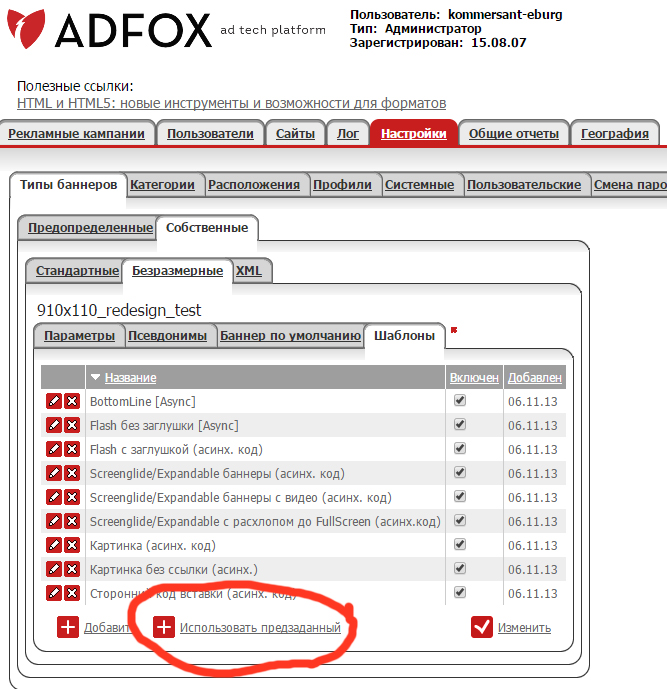 ADFOX ad tech platform
Пользователь: kommersant-eburg
Тип: Администратор
Зарегистрирован: 15.08.07
Полезные ссылки:
HTML и HTML5: новые инструменты и возможности для форматов
Рекламные кампании Пользователи Сайты Лог Настройки Общие отчеты География
Типы баннеров Категории Расположения Профили Системные Пользовательские Смена паро
Предопределенные Собственные
Стандартные Безразмерные XML
910x110_redesign_test
Параметры Псевдонимы Баннер по умолчанию Шаблоны
Название Включен Добавлен
BottomLine [Async] 06.11.13
Flash без заглушки [Async] 06.11.13
Flash с заглушкой (асинх. код) 06.11.13
Screenglide/Expandable баннеры (асинх. код) 06.11.13
Screenglide/Expandable баннеры с видео (асинх. код) 06.11.13
Screenglide/Expandable с расхлопом до FullScreen (асинх.код) 06.11.13
Картинка (асинх. код) 06.11.13
Картинка без ссылки (асинх.) 06.11.13
Сторонний код вставки (асинх. код) 06.11.13
Добавить Использовать предзаданный Изменить